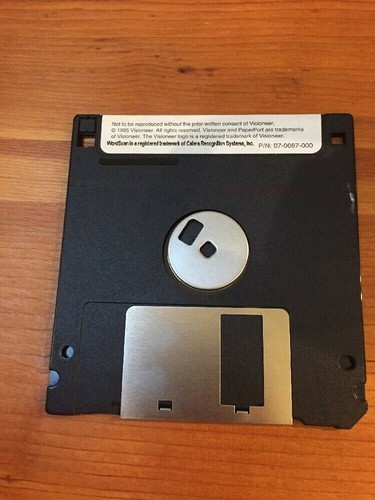 Not to be reproduced without the prior written consent of Visioneer.
© 1995 Visioneer. All rights reserved. Visioneer and PaperPort are trademarks
of Visioneer. The Visioneer logo is a registered trademark of Visioneer.
WordScan is a registered trademark of Calera Recognition Systems, Inc. P/N: 07-0087-000